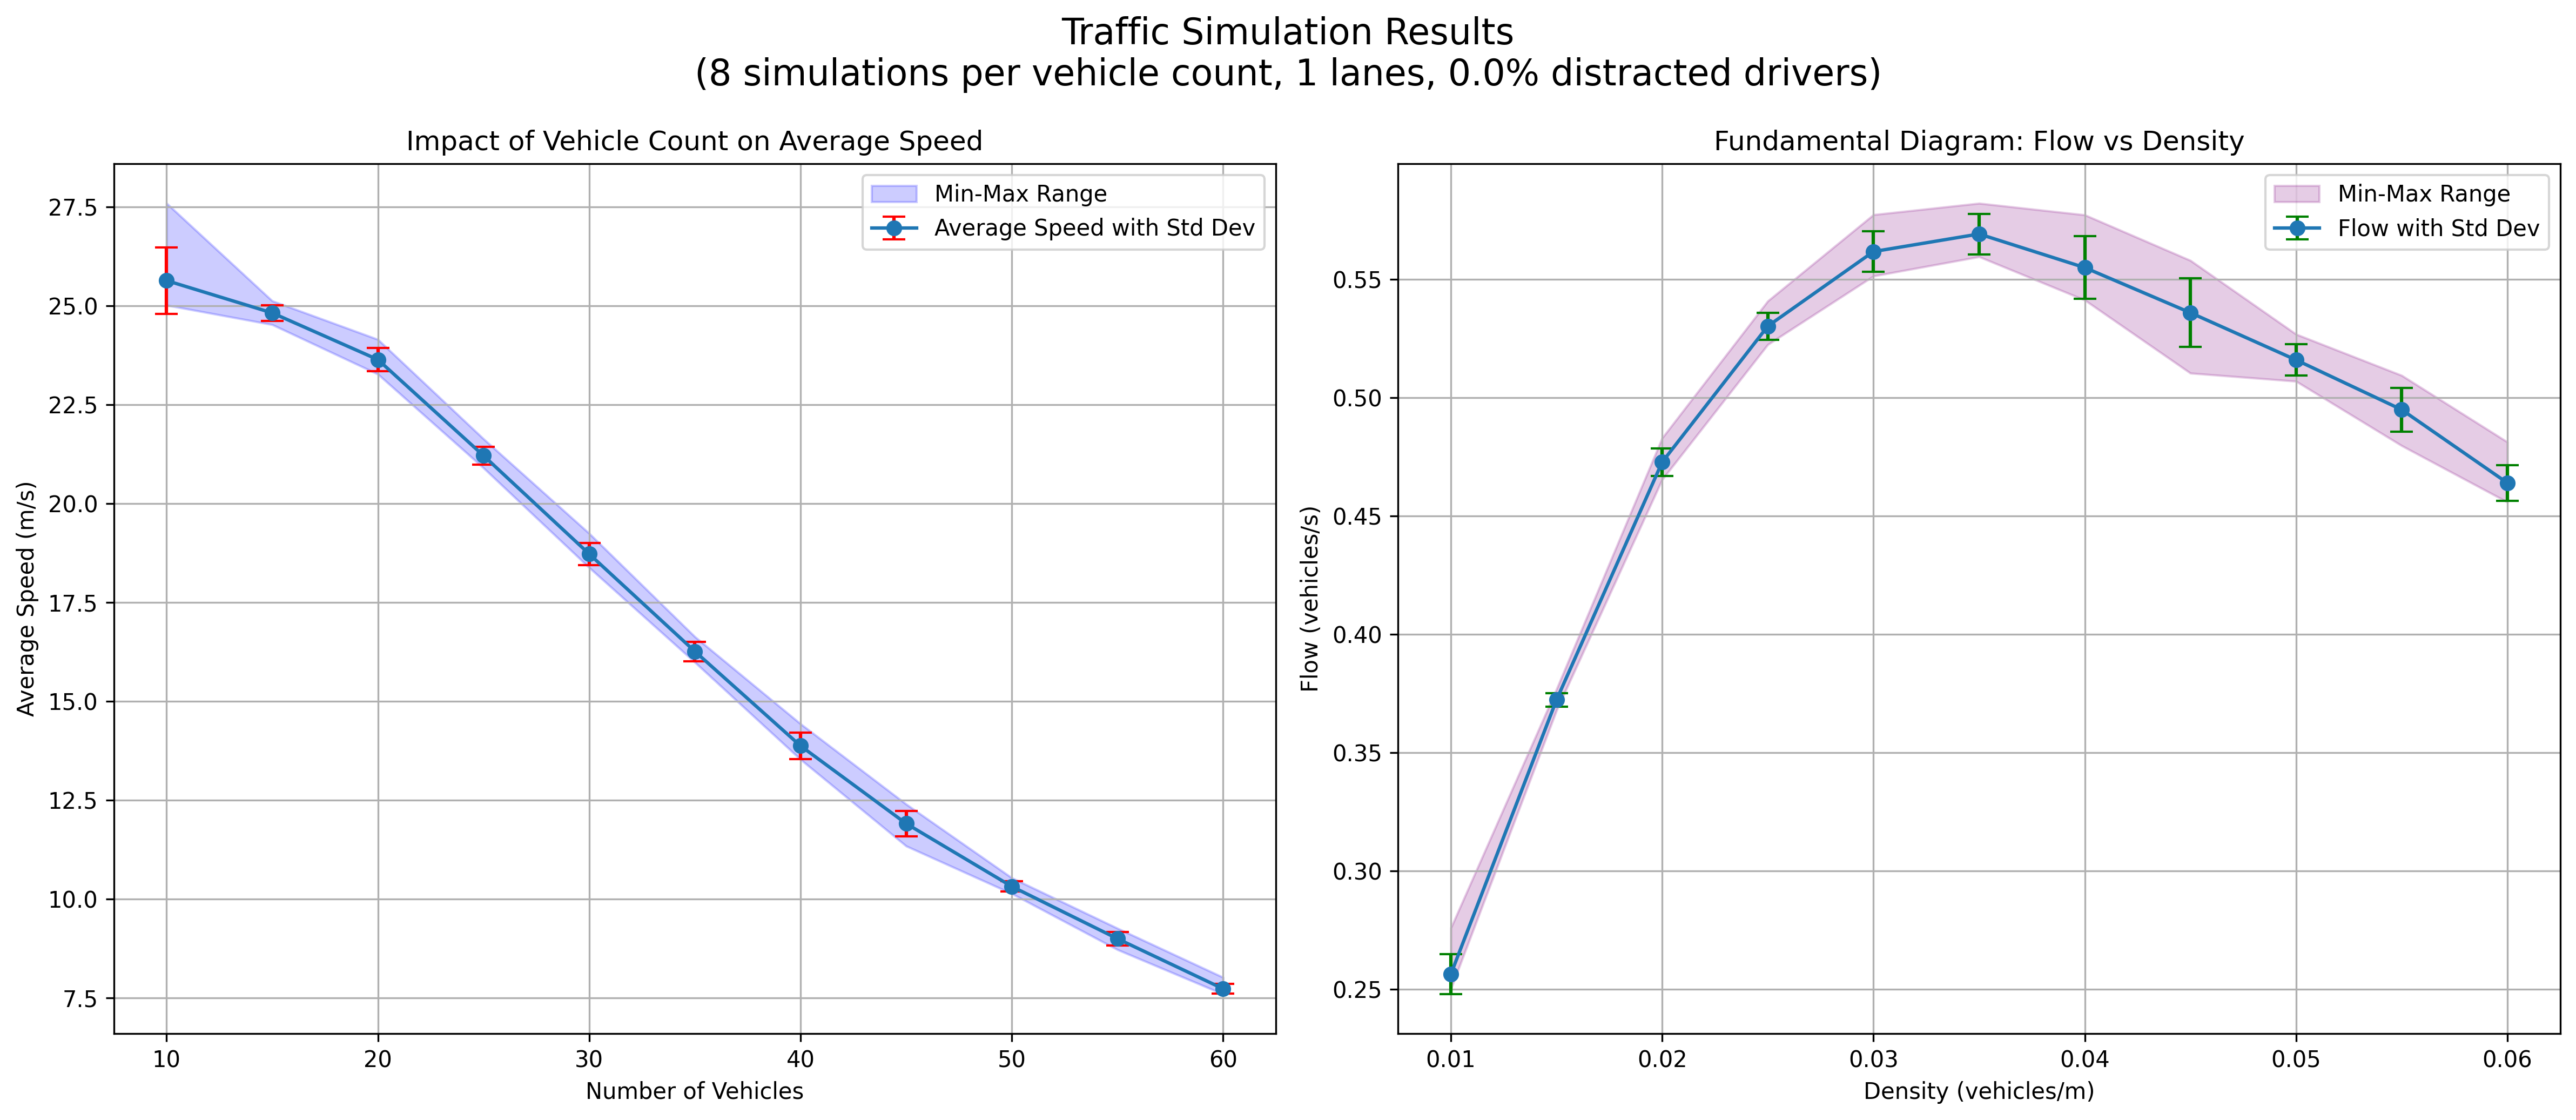 Traffic Simulation Results
(8 simulations per vehicle count, 1 lanes, 0.0% distracted drivers)
Impact of Vehicle Count on Average Speed
Min-Max Range
Average Speed with Std Dev
27.5
25.0
22.5
20.0
17.5
15.0
12.5
10.0
7.5
Average Speed (m/s)
10
20
30
40
50
60
Number of Vehicles
Fundamental Diagram: Flow vs Density
Min-Max Range
Flow with Std Dev
0.55
0.50
0.45
0.40
0.35
0.30
0.25
Flow (vehicles/s)
0.01
0.02
0.03
0.04
0.05
0.06
Density (vehicles/m)